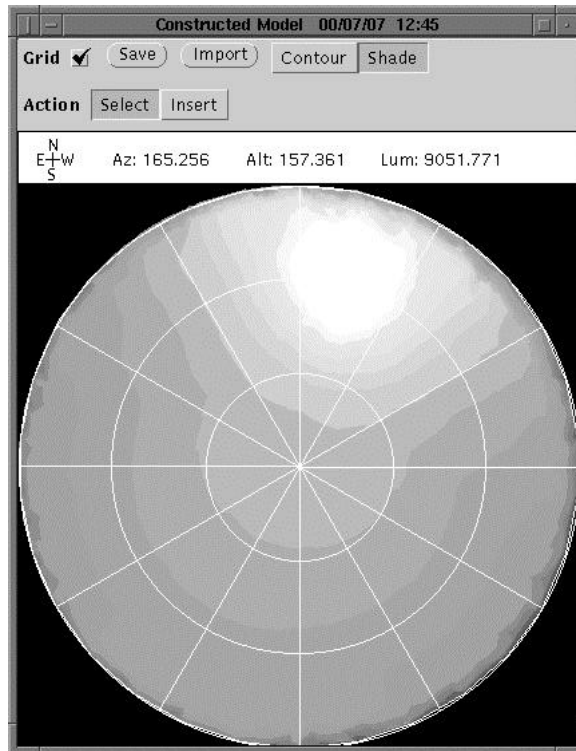 Constructed Model 00/07/07 12:45
Grid Save Import Contour Shade
Action Select Insert
N
E W Az: 165.256 Alt: 157.361 Lum: 9051.771
S